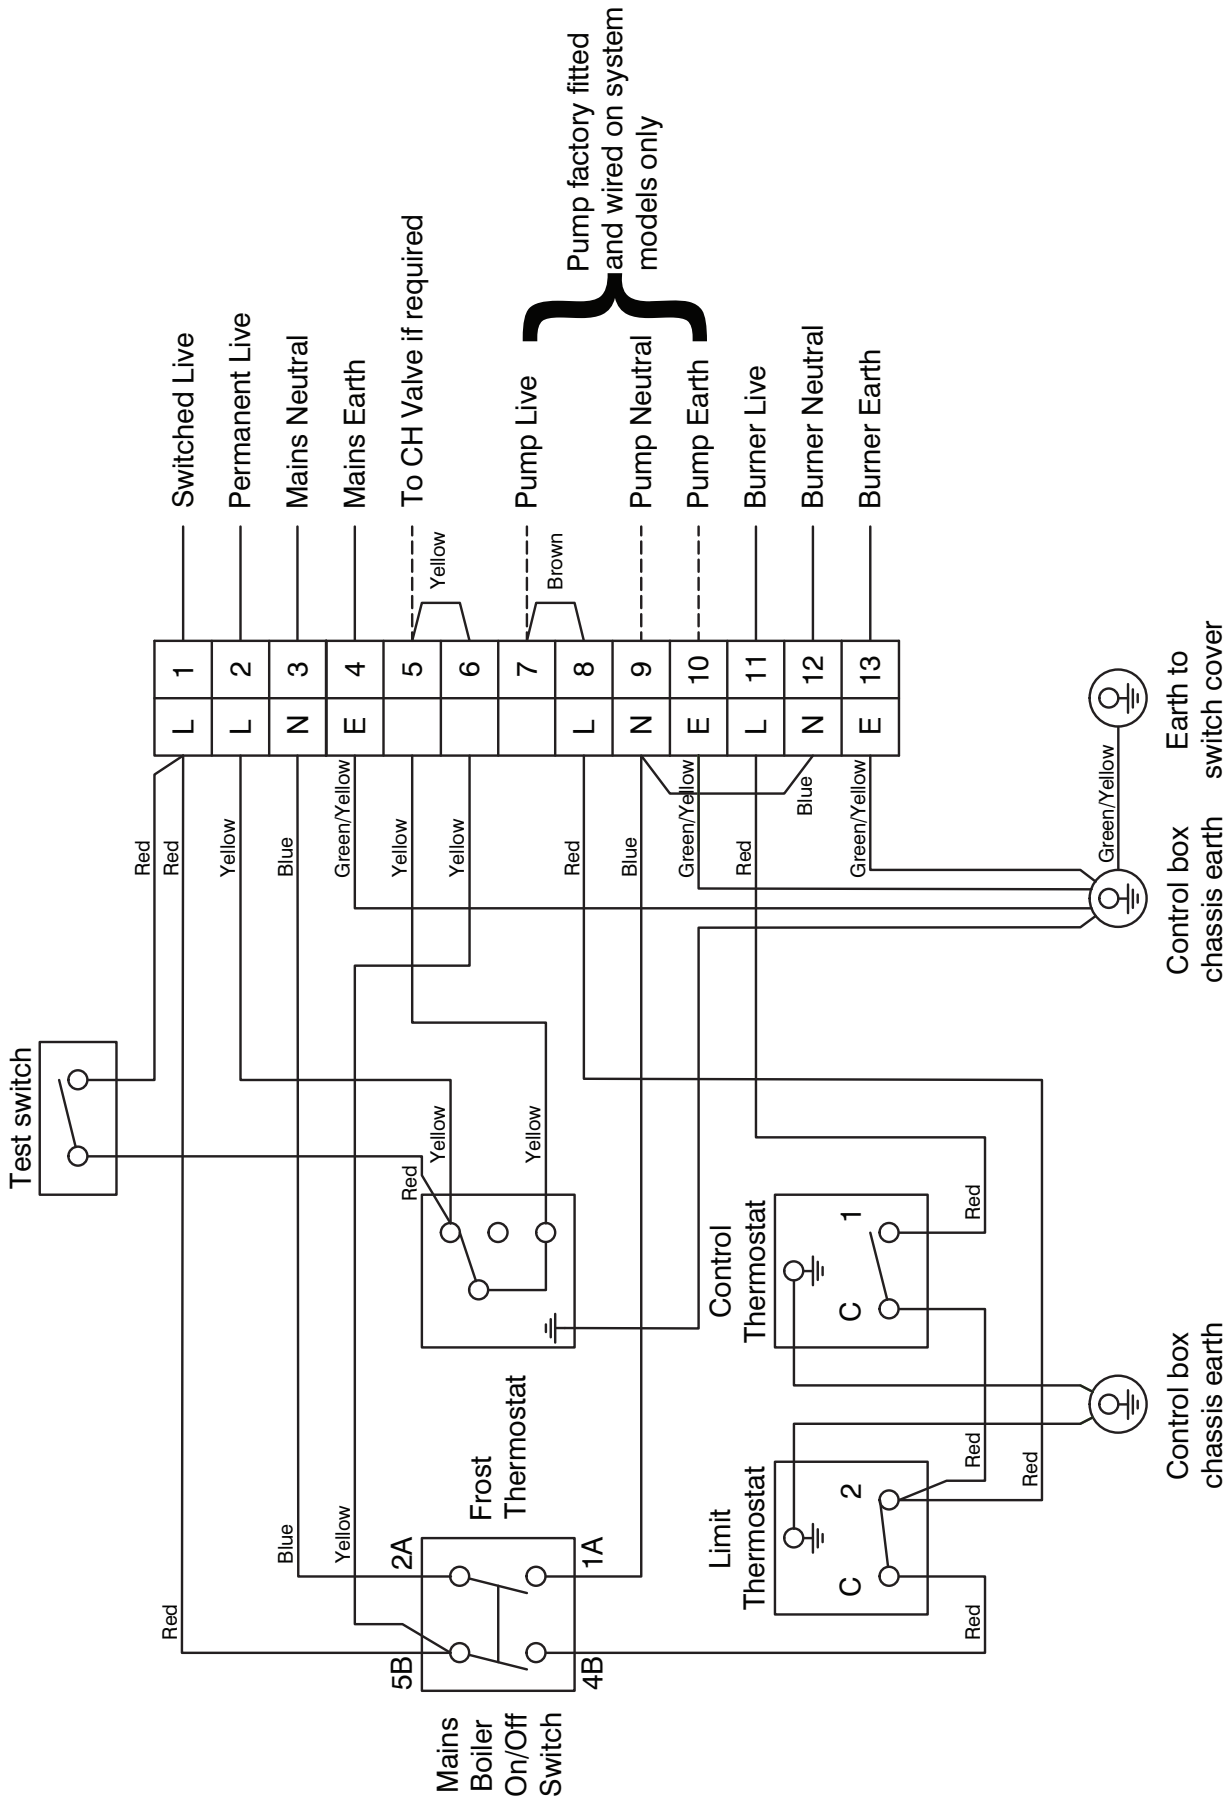 Test switch
Mains
Boiler
On/Off
Switch
5B
2A
4B
1A
Frost
Thermostat
Limit
Thermostat
C
2
Control
Thermostat
C
1
Control box
chassis earth
Control box
chassis earth
Earth to
switch cover
Red
Blue
Yellow
Red
Yellow
Yellow
Red
Red
Red
Red
Red
Red
Yellow
Blue
Green/Yellow
Yellow
Yellow
Red
Blue
Green/Yellow
Red
Blue
Green/Yellow
Green/Yellow
L 1 Switched Live
L 2 Permanent Live
N 3 Mains Neutral
E 4 Mains Earth
5 To CH Valve if required
Yellow
6
7 Pump Live
Brown
L 8
N 9 Pump Neutral
E 10 Pump Earth
L 11 Burner Live
N 12 Burner Neutral
E 13 Burner Earth
Pump factory fitted
and wired on system
models only